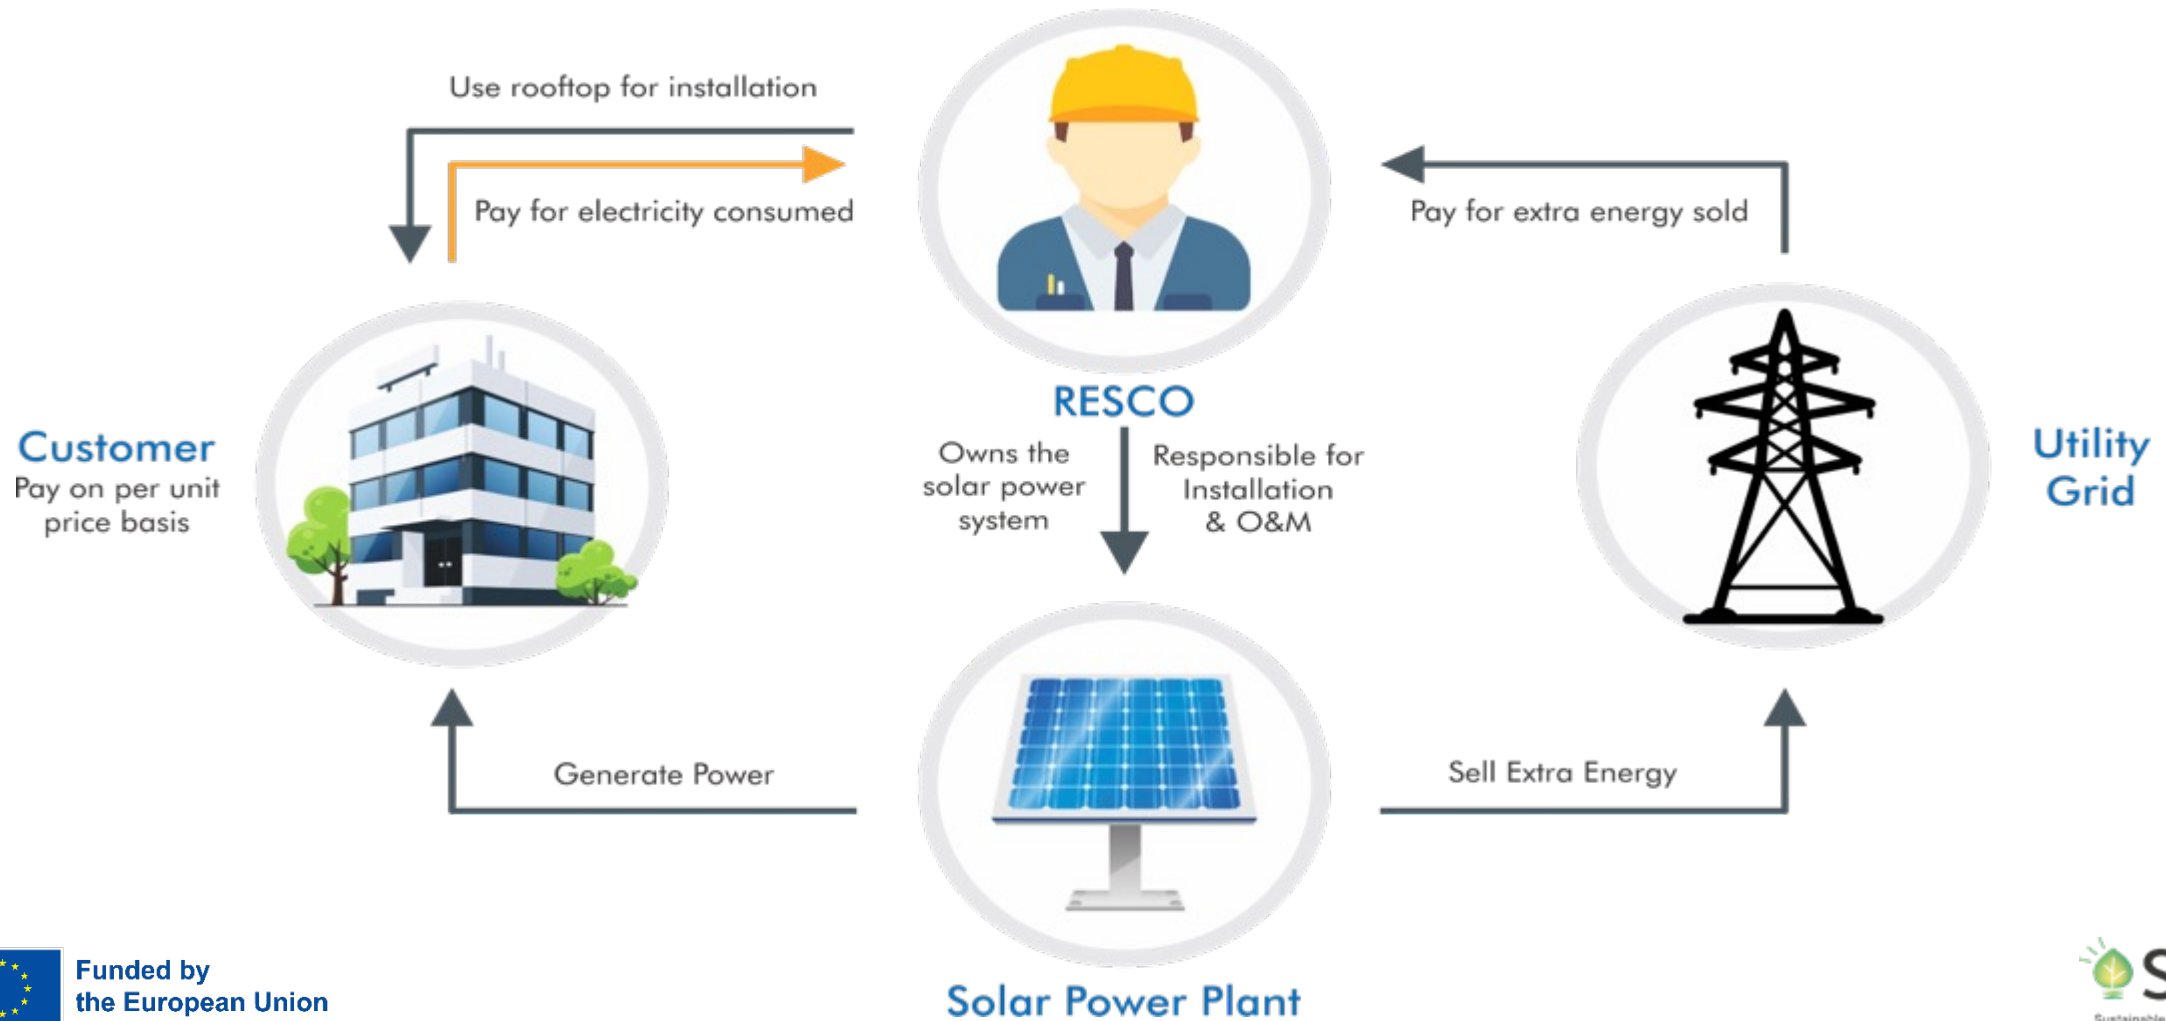 Use rooftop for installation
Pay for electricity consumed
Pay for extra energy sold
RESCO
Owns the
solar power
system
Responsible for
Installation
& O&M
Customer
Pay on per unit
price basis
Utility
Grid
Generate Power
Sell Extra Energy
Solar Power Plant
Funded by
the European Union
S
Sustainable